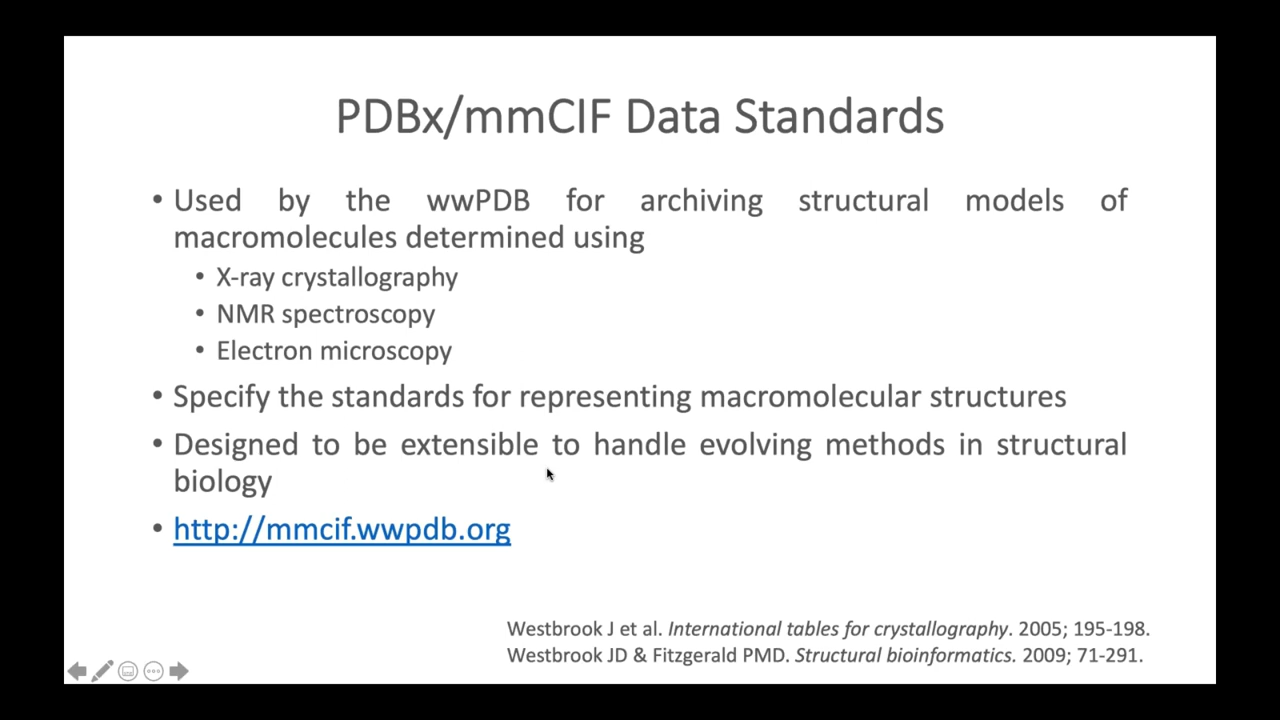 PDBx/mmCIF Data Standards
• Used by the wwPDB for archiving structural models of
macromolecules determined using
• X-ray crystallography
• NMR spectroscopy
• Electron microscopy
• Specify the standards for representing macromolecular structures
• Designed to be extensible to handle evolving methods in structural
biology
• http://mmcif.wwpdb.org
Westbrook J et al. International tables for crystallography. 2005; 195-198.
Westbrook JD & Fitzgerald PMD. Structural bioinformatics. 2009; 71-291.